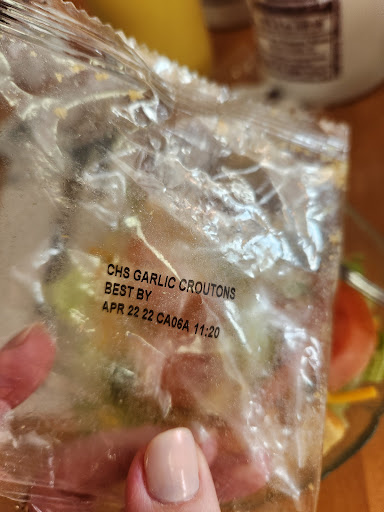 CHS GARLIC CROUTONS
BEST BY
APR 22 22 CA06A 11:20